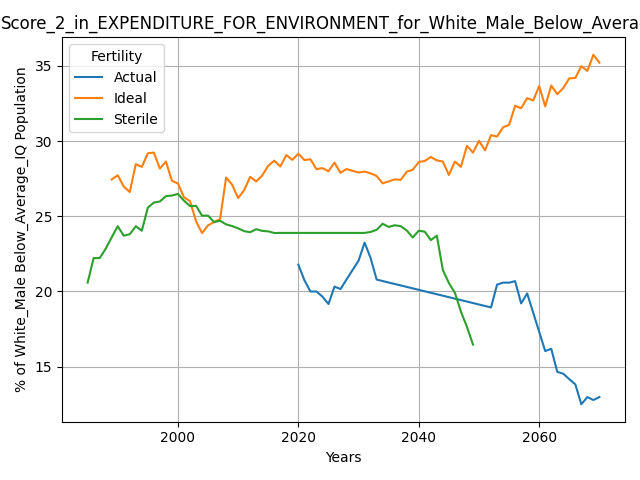 Score_2_in_EXPENDITURE_FOR_ENVIRONMENT_for_White_Male_Below_Avera
Fertility
Actual
Ideal
Sterile
% of White_Male Below_Average_IQ Population
35
30
25
20
15
2000
2020
2040
2060
Years